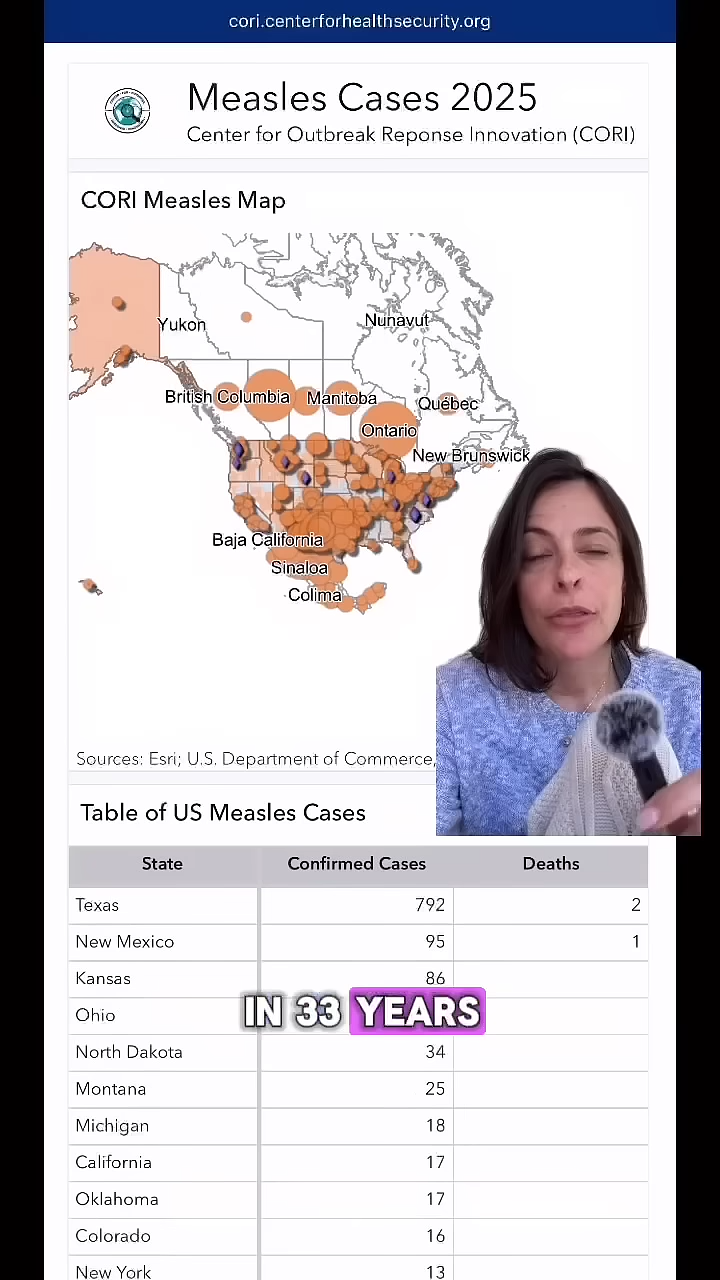 cori.centerforhealthsecurity.org
Measles Cases 2025
Center for Outbreak Reponse Innovation (CORI)
CORI Measles Map
Yukon
Nunavut
British Columbia
Manitoba
Québec
Ontario
New Brunswick
Baja California
Sinaloa
Colima
Sources: Esri; U.S. Department of Commerce,
Table of US Measles Cases
State Confirmed Cases Deaths
Texas 792 2
New Mexico 95 1
Kansas 86
IN 33 YEARS
Ohio
North Dakota 34
Montana 25
Michigan 18
California 17
Oklahoma 17
Colorado 16
New York 13